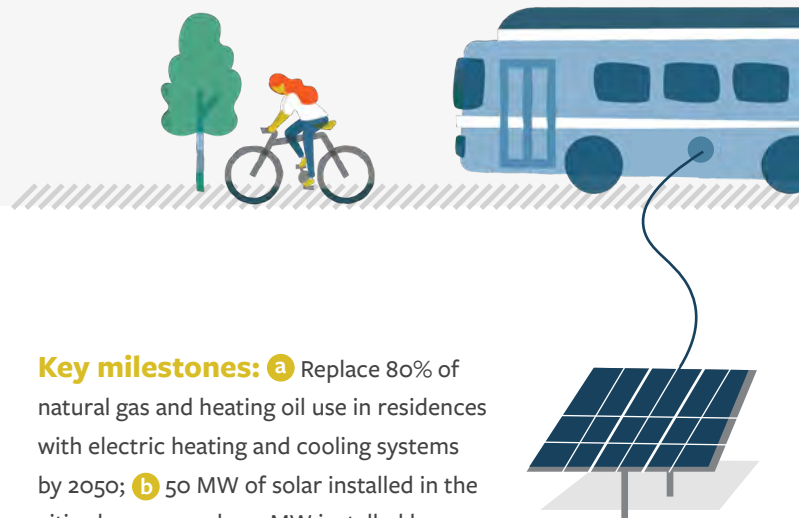 Key milestones: a Replace 80% of
natural gas and heating oil use in residences
with electric heating and cooling systems
by 2050; b 50 MW of solar installed in the